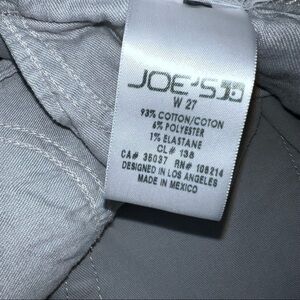 JOE'S
W 27
93% COTTON/COTON
6% POLYESTER
1% ELASTANE
CL# 138
CA# 36037 RN# 108214
DESIGNED IN LOS ANGELES
MADE IN MEXICO